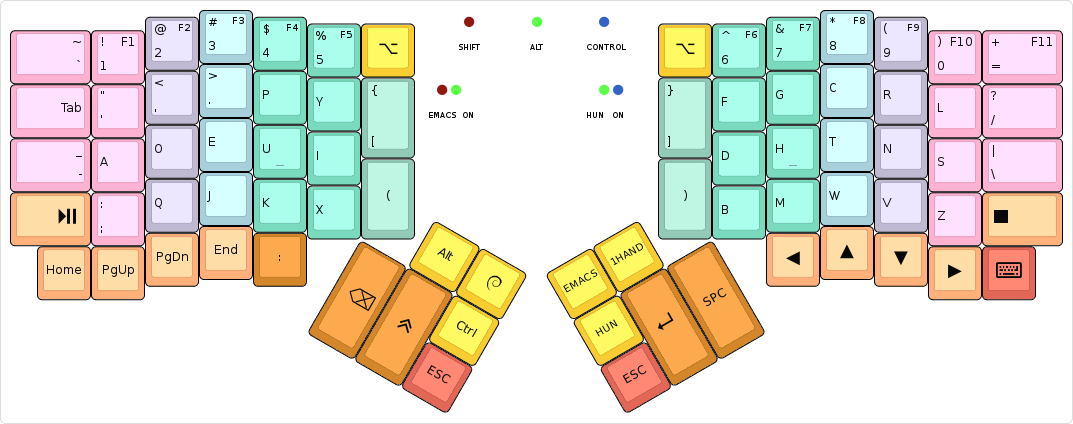 SHIFT ALT CONTROL
EMACS ON HUN ON
~ ! F1 @ F2 # F3 $ F4 % F5 ⌥
` 1 2 3 4 5
Tab " < > P Y {
' , . [
_ A O E U _ I (
-
⏯ : Q J K X
;
Home PgUp PgDn End :
Alt
Ctrl
ESC
⌥ ^ F6 & F7 * F8 ( F9 ) F10 + F11
6 7 8 9 0 =
} F G C R L ?
] /
) D H _ T N S |
\
B M W V Z ■
◀ ▲ ▼ ▶
EMACS 1HAND
HUN ↵ SPC
ESC